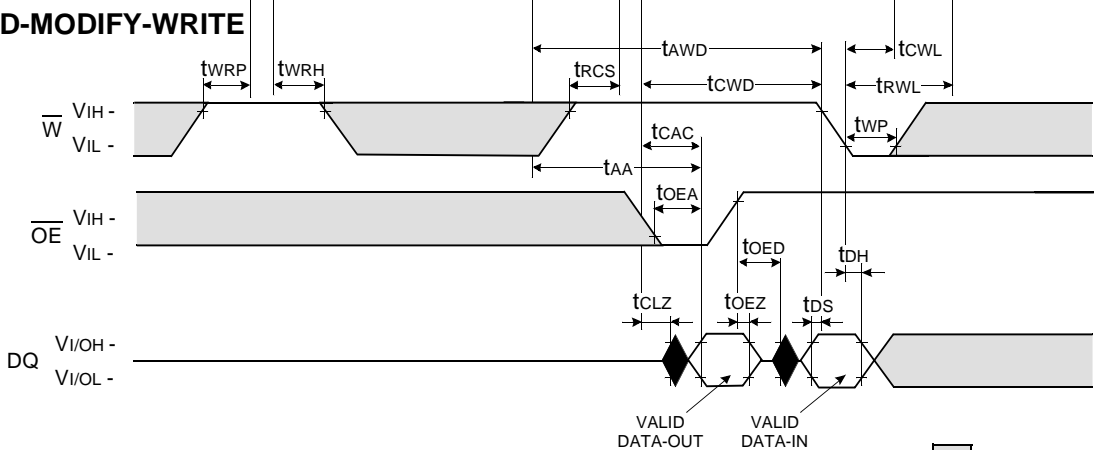 D-MODIFY-WRITE
tAWD
tCWL
tWRP
tWRH
tRCS
tCWD
tRWL
W
VIH -
VIL -
tWP
tCAC
tAA
tOEA
OE
VIH -
VIL -
tOED
tDH
tCLZ
tOEZ
tDS
DQ
VI/OH -
VI/OL -
VALID
DATA-OUT
VALID
DATA-IN